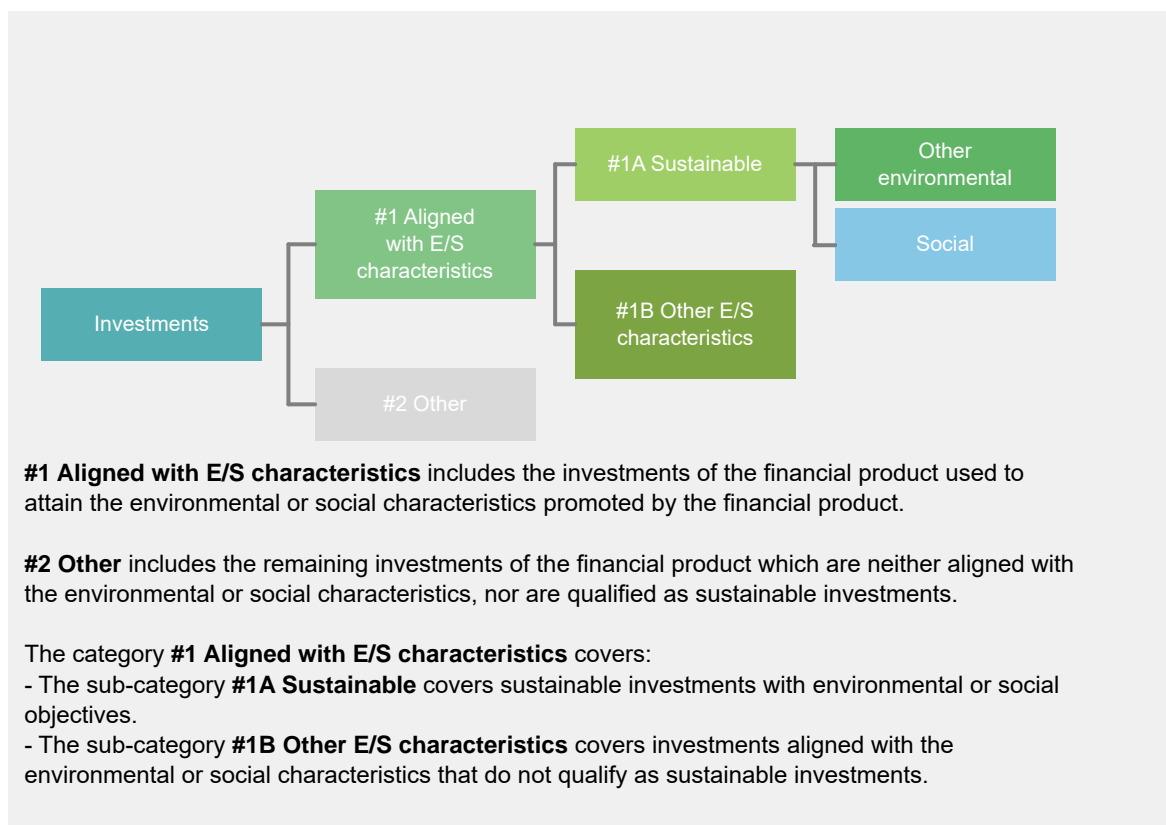 Other
environmental
#1A Sustainable
#1 Aligned
with E/S
characteristics
Social
Investments
#1B Other E/S
characteristics
#2 Other
#1 Aligned with E/S characteristics includes the investments of the financial product used to
attain the environmental or social characteristics promoted by the financial product.
#2 Other includes the remaining investments of the financial product which are neither aligned with
the environmental or social characteristics, nor are qualified as sustainable investments.
The category #1 Aligned with E/S characteristics covers:
- The sub-category #1A Sustainable covers sustainable investments with environmental or social
objectives.
- The sub-category #1B Other E/S characteristics covers investments aligned with the
environmental or social characteristics that do not qualify as sustainable investments.